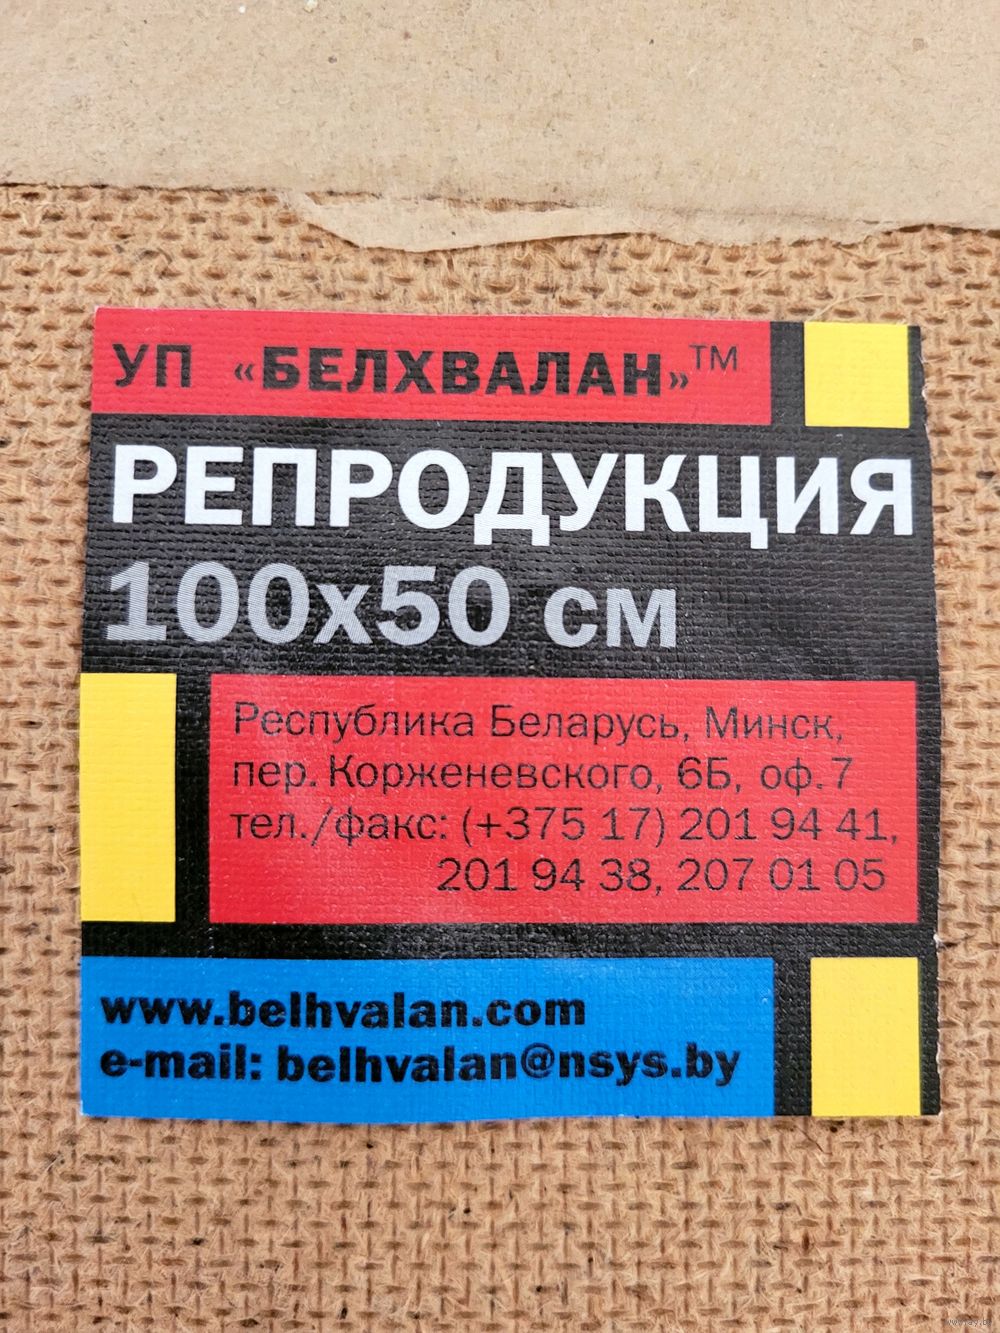 УП «БЕЛХВАЛАН»™
РЕПРОДУКЦИЯ
100x50 см
Республика Беларусь, Минск,
пер. Корженевского, 6Б, оф. 7
тел./факс: (+375 17) 201 94 41,
201 94 38, 207 01 05
www.belhvalan.com
e-mail: belhvalan@nsys.by